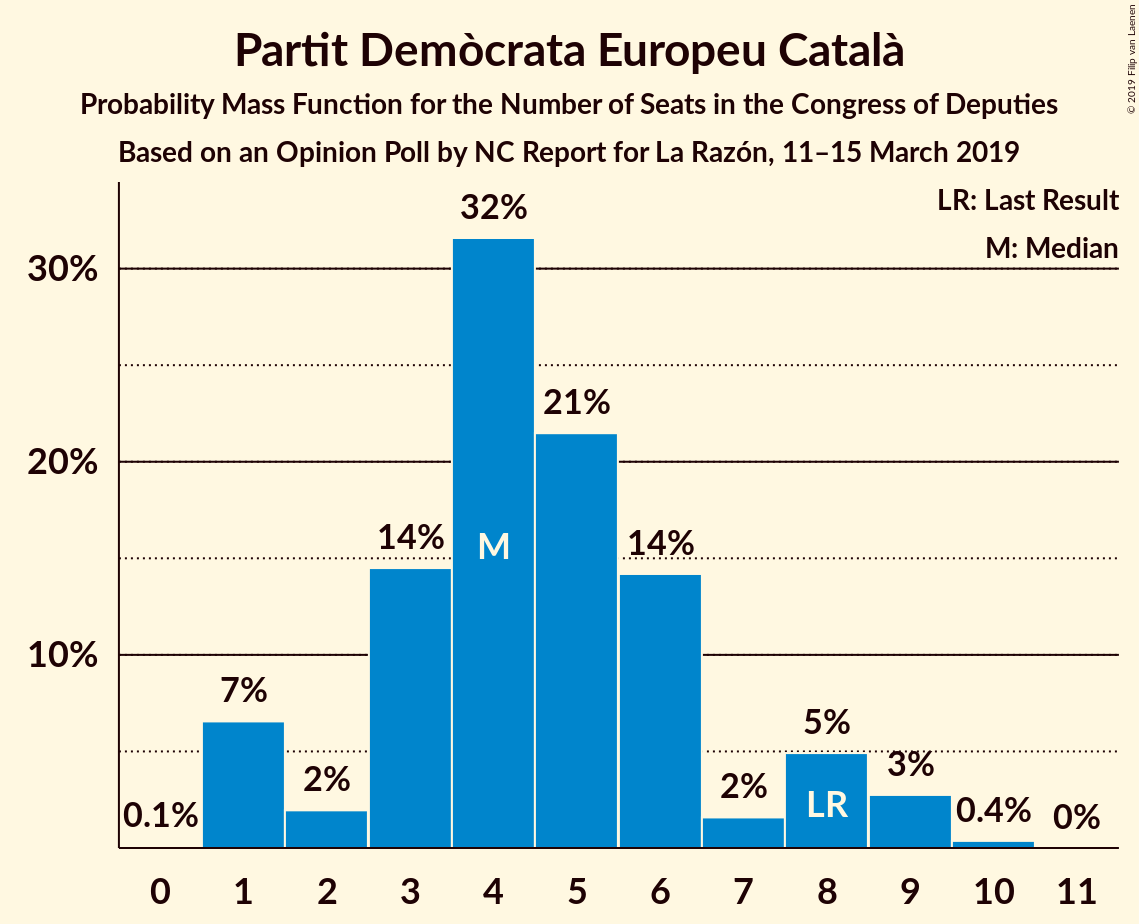 Partit Demòcrata Europeu Català
Probability Mass Function for the Number of Seats in the Congress of Deputies
Based on an Opinion Poll by NC Report for La Razón, 11–15 March 2019
© 2019 Filip van Laenen
LR: Last Result
M: Median
30%
20%
10%
0.1%
7%
2%
14%
32%
21%
14%
2%
5%
3%
0.4%
0%
M
LR
0 1 2 3 4 5 6 7 8 9 10 11